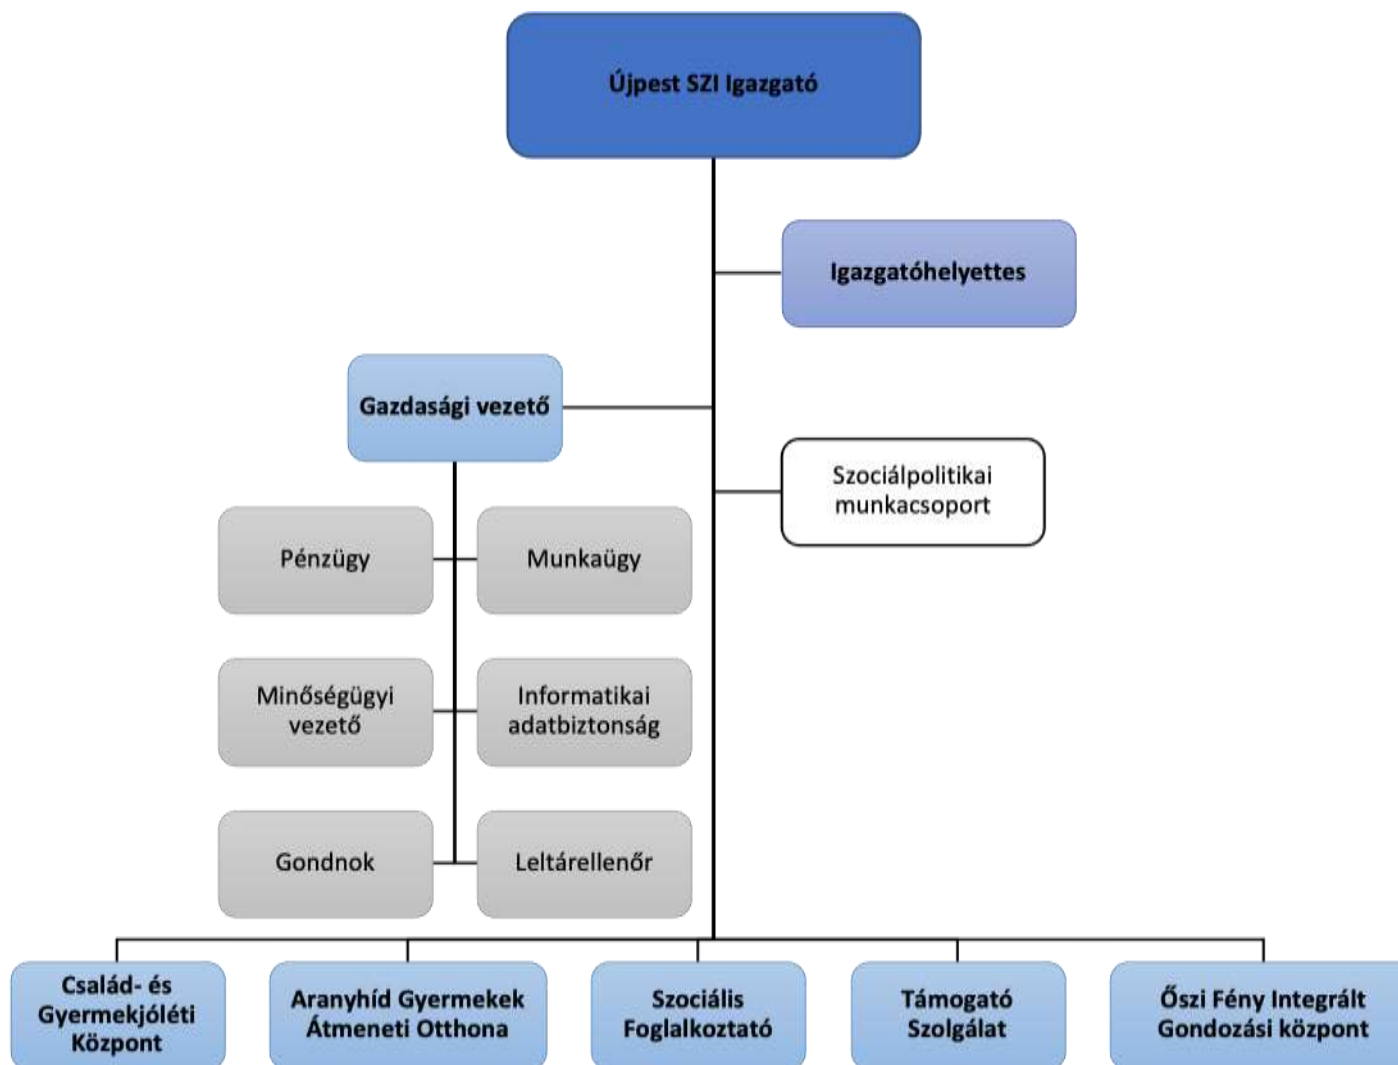 Újpest SZI Igazgató
Igazgatóhelyettes
Gazdasági vezető
Szociálpolitikai
munkacsoport
Pénzügy
Munkaügy
Minőségügyi
vezető
Informatikai
adatbiztonság
Gondnok
Leltárellenőr
Család- és
Gyermekjóléti
Központ
Aranyhíd Gyermekek
Átmeneti Otthona
Szociális
Foglalkoztató
Támogató
Szolgálat
Őszi Fény Integrált
Gondozási központ